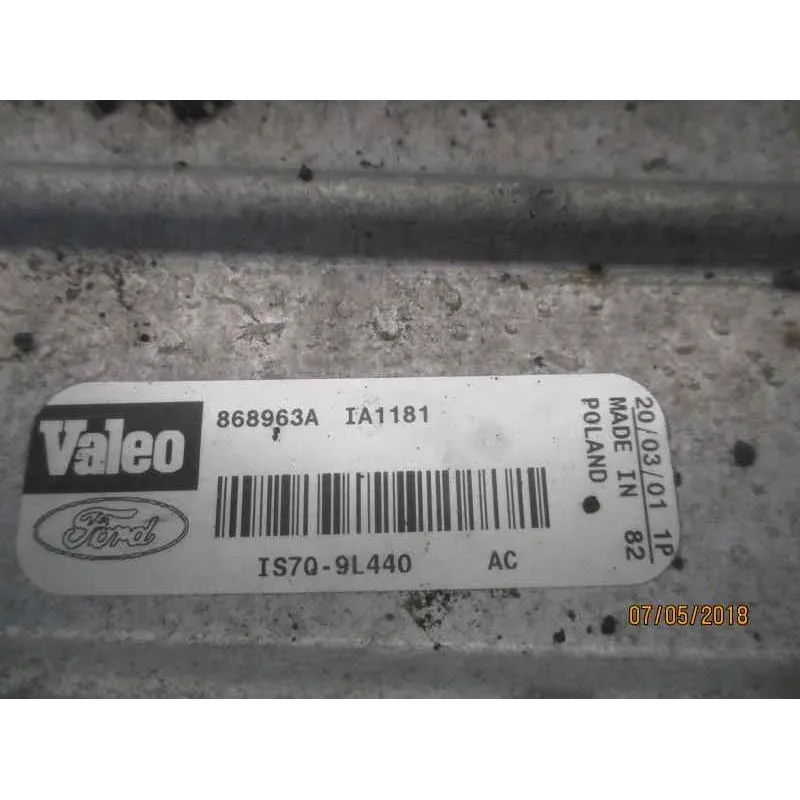 Valeo
868963A IA1181
Ford
IS7Q-9L440 AC
20/03/01 1P
MADE IN 82
POLAND
07/05/2018